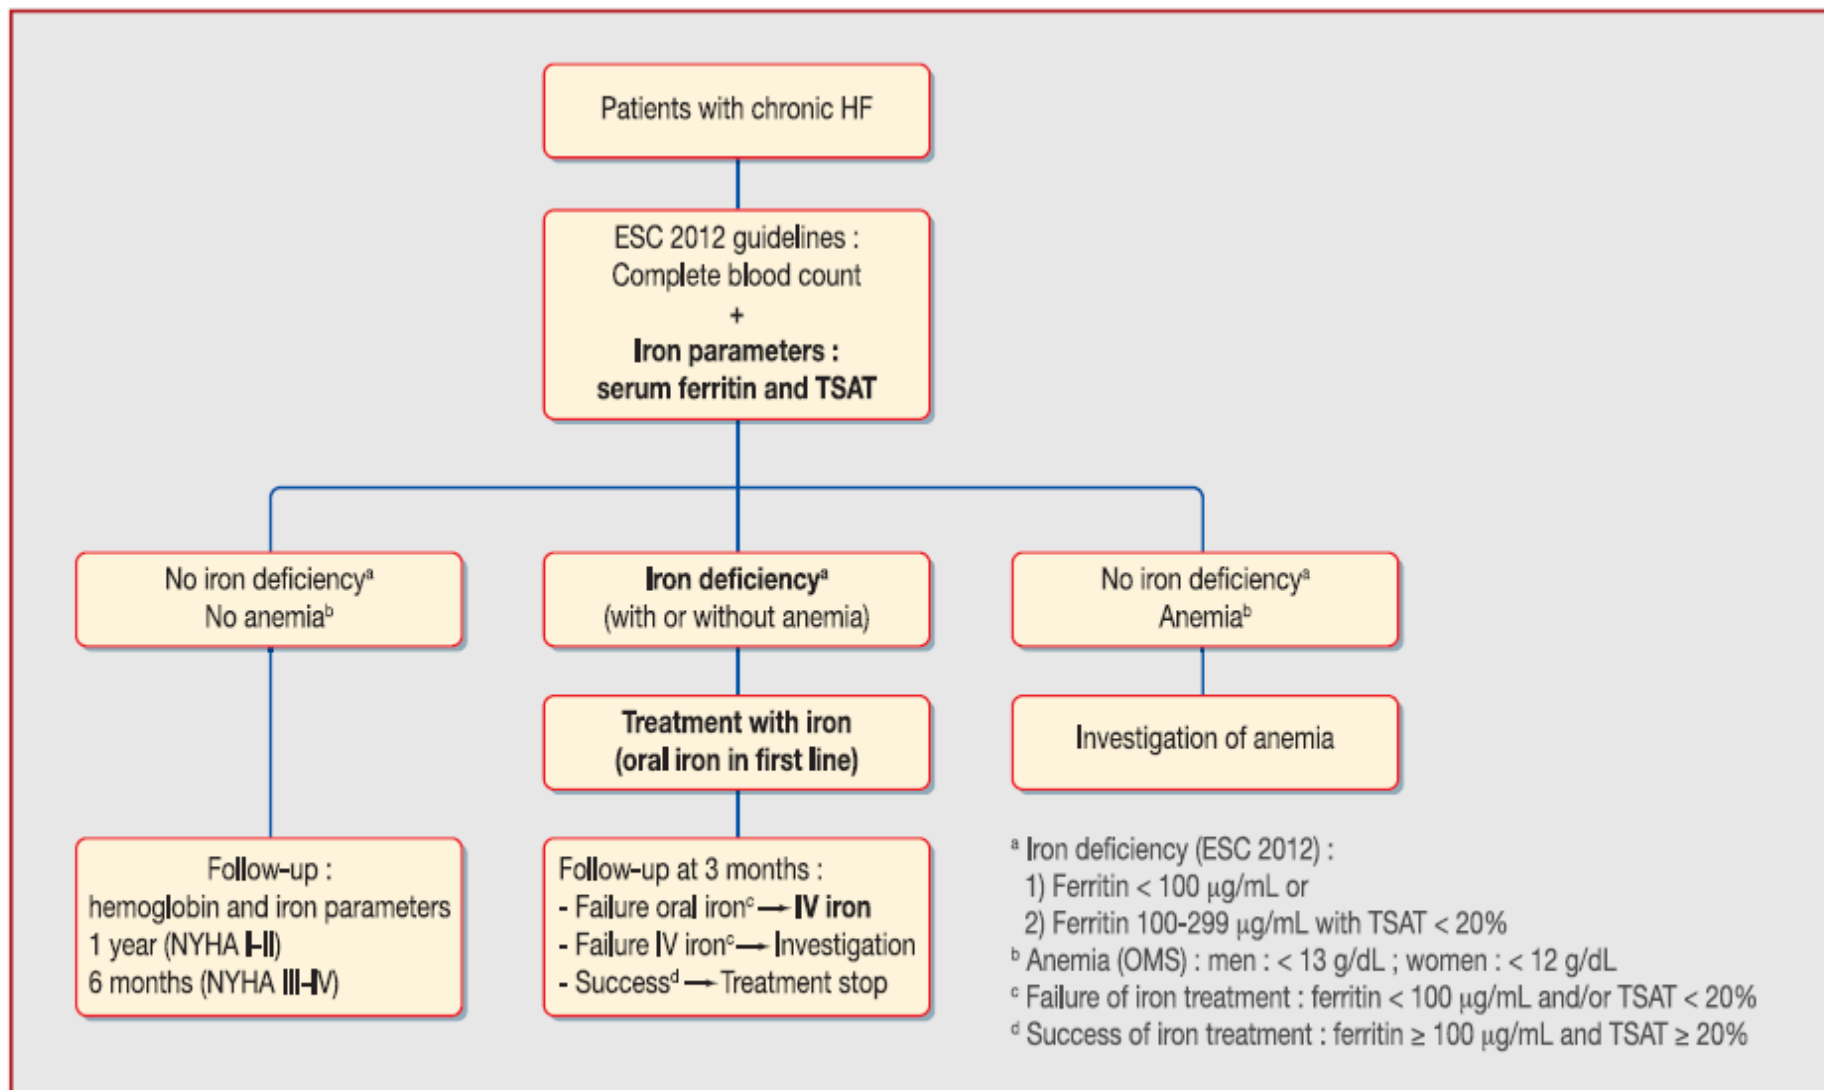 Patients with chronic HF
ESC 2012 guidelines :
Complete blood count
+
Iron parameters :
serum ferritin and TSAT
No iron deficiencyᵃ
No anemiaᵇ
Iron deficiencyᵃ
(with or without anemia)
No iron deficiencyᵃ
Anemiaᵇ
Treatment with iron
(oral iron in first line)
Investigation of anemia
Follow-up :
hemoglobin and iron parameters
1 year (NYHA I-II)
6 months (NYHA III-IV)
Follow-up at 3 months :
- Failure oral ironᶜ → IV iron
- Failure IV ironᶜ → Investigation
- Successᵈ → Treatment stop
ᵃ Iron deficiency (ESC 2012) :
1) Ferritin < 100 µg/mL or
2) Ferritin 100-299 µg/mL with TSAT < 20%
ᵇ Anemia (OMS) : men : < 13 g/dL ; women : < 12 g/dL
ᶜ Failure of iron treatment : ferritin < 100 µg/mL and/or TSAT < 20%
ᵈ Success of iron treatment : ferritin ≥ 100 µg/mL and TSAT ≥ 20%